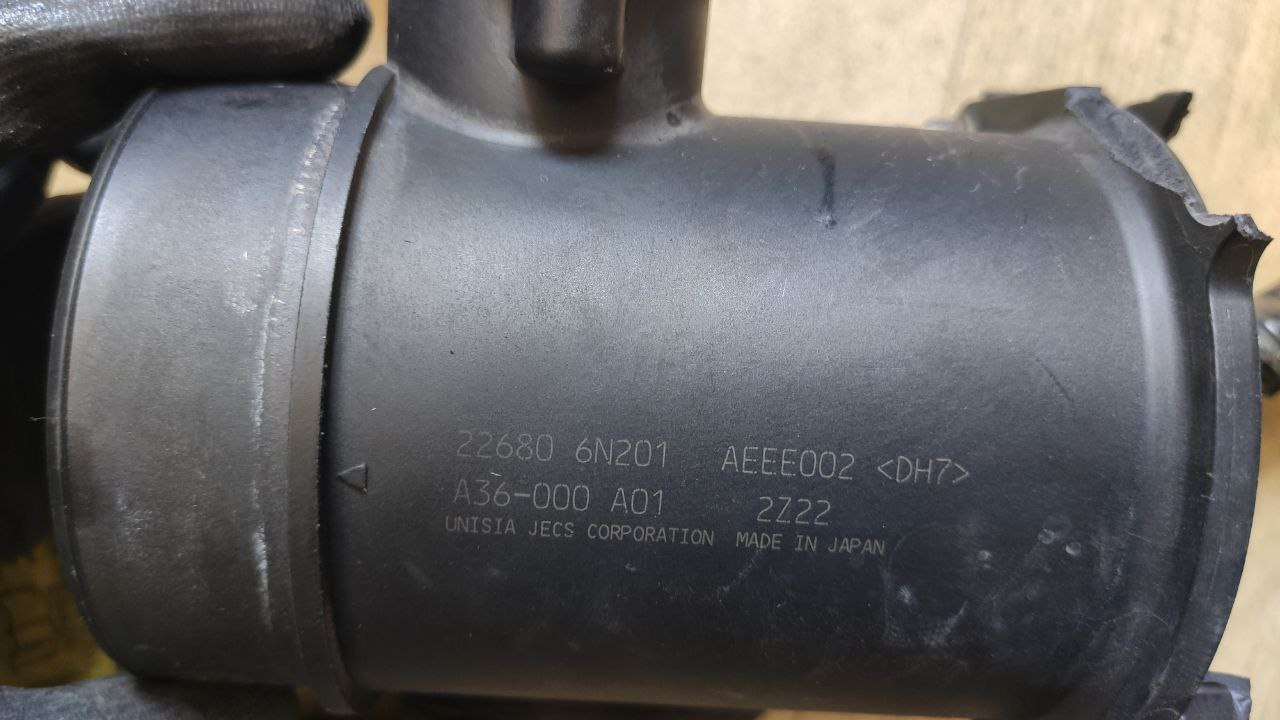 22680 6N201 AEEE002 <DH7>
A36-000 A01 2Z22
UNISIA JECS CORPORATION MADE IN JAPAN